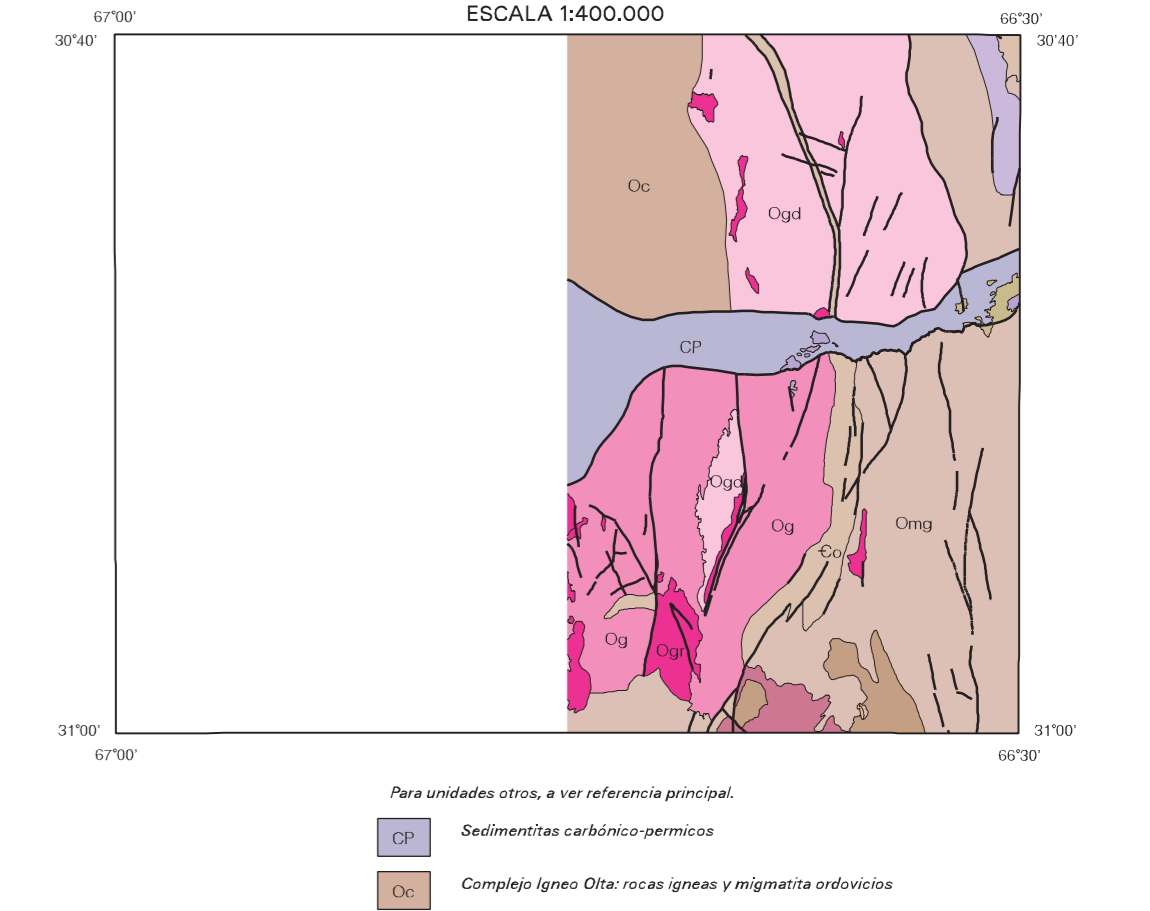 ESCALA 1:400.000
67°00'
66°30'
30°40'
30°40'
Oc
Ogd
CP
Ogd
Og
Omg
Co
Og
Ogr
31°00'
31°00'
67°00'
66°30'
Para unidades otros, a ver referencia principal.
CP
Sedimentitas carbónico-permicos
Oc
Complejo Igneo Olta: rocas igneas y migmatita ordovicios